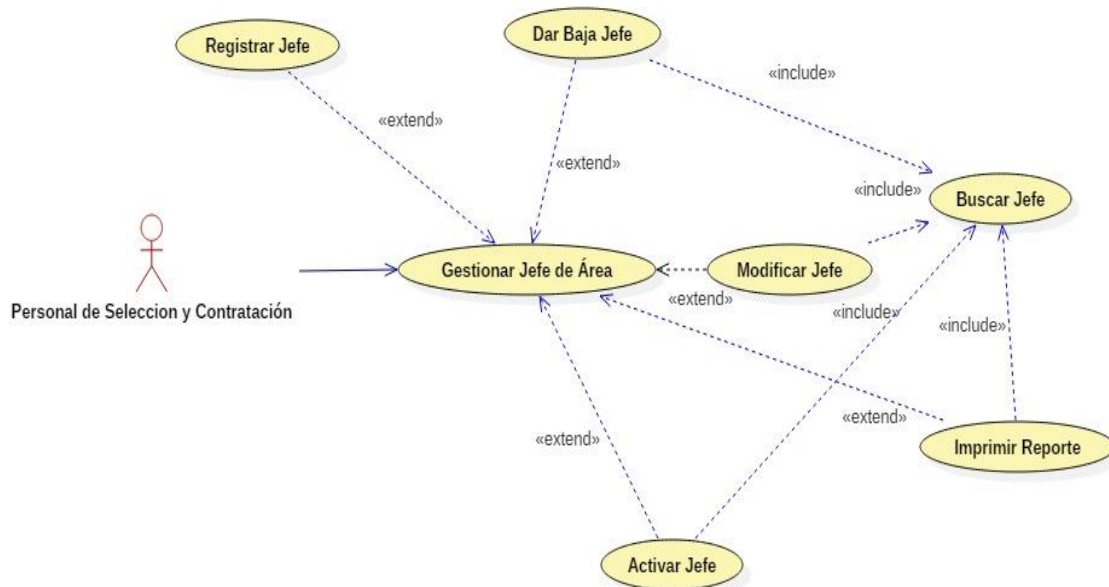 Registrar Jefe
Dar Baja Jefe
«include»
«extend»
«extend»
«include»
Buscar Jefe
Personal de Seleccion y Contratación
Gestionar Jefe de Área
Modificar Jefe
«extend»
«include»
«include»
«extend»
«extend»
Imprimir Reporte
Activar Jefe